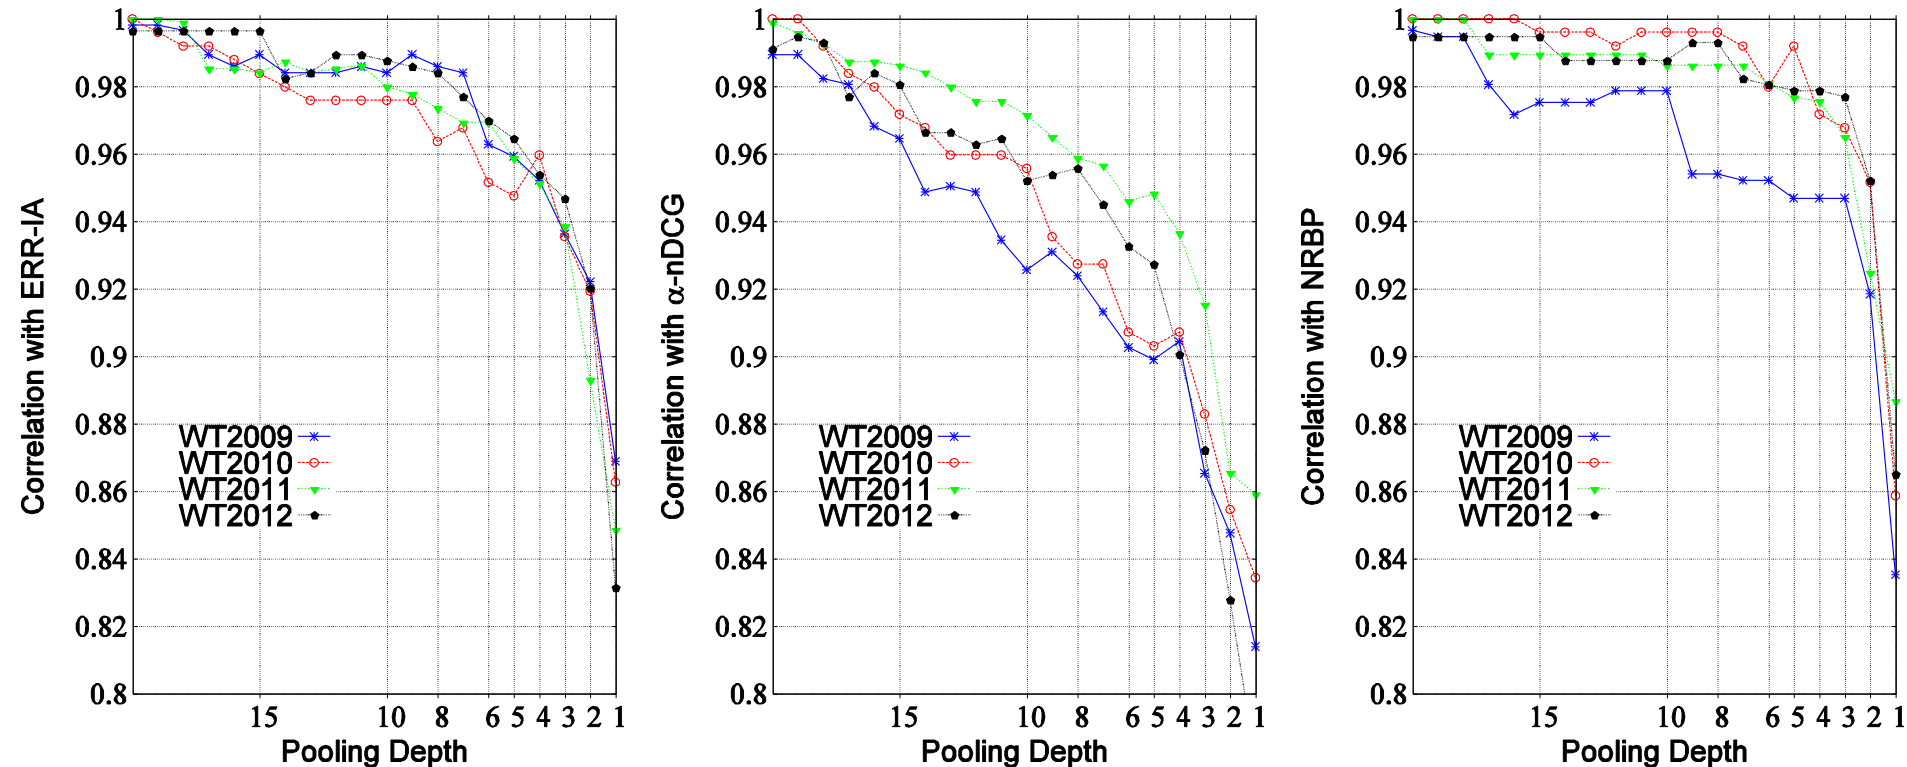 Correlation with ERR-IA
1
0.98
0.96
0.94
0.92
0.9
0.88
0.86
0.84
0.82
0.8
WT2009
WT2010
WT2011
WT2012
15 10 8 6 5 4 3 2 1
Pooling Depth
Correlation with α-nDCG
1
0.98
0.96
0.94
0.92
0.9
0.88
0.86
0.84
0.82
0.8
WT2009
WT2010
WT2011
WT2012
15 10 8 6 5 4 3 2 1
Pooling Depth
Correlation with NRBP
1
0.98
0.96
0.94
0.92
0.9
0.88
0.86
0.84
0.82
0.8
WT2009
WT2010
WT2011
WT2012
15 10 8 6 5 4 3 2 1
Pooling Depth